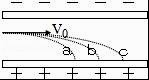 — — — — —
V₀
a b c
+ + + + +